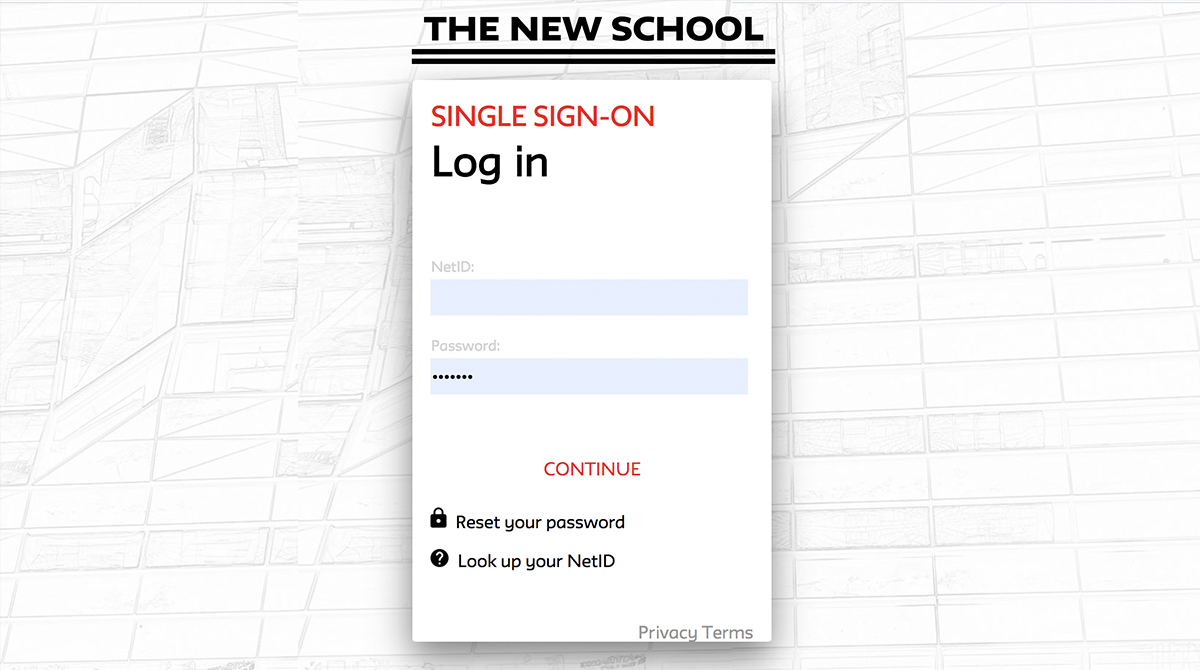 THE NEW SCHOOL
SINGLE SIGN-ON
Log in
NetID:
Password:
•••••••
CONTINUE
Reset your password
? Look up your NetID
Privacy Terms